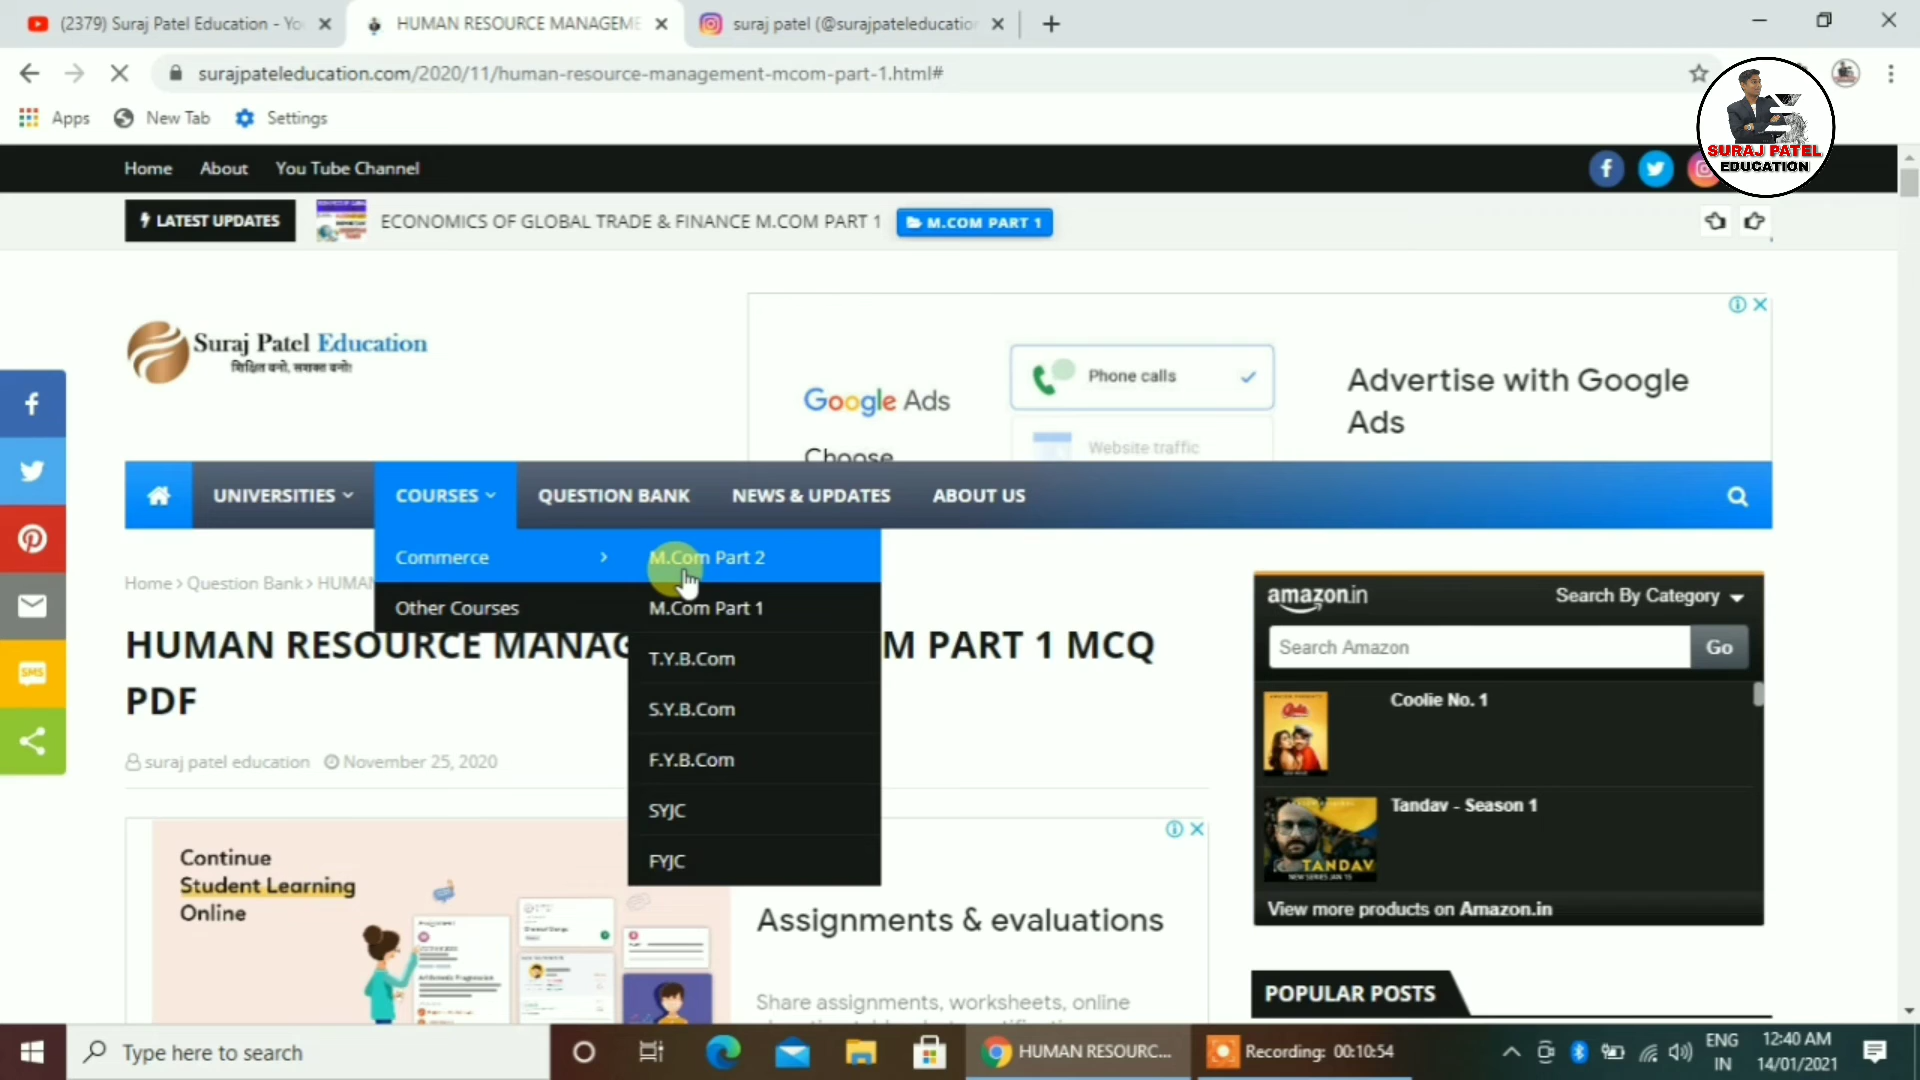 (2379) Suraj Patel Education - Yo
HUMAN RESOURCE MANAGEME
suraj patel (@surajpateleducation
surajpateleducation.com/2020/11/human-resource-management-mcom-part-1.html#
Apps
New Tab
Settings
SURAJ PATEL
EDUCATION
Home
About
You Tube Channel
LATEST UPDATES
ECONOMICS OF GLOBAL TRADE & FINANCE M.COM PART 1
M.COM PART 1
Suraj Patel Education
शिक्षित बनो, सशक्त बनो!
Google Ads
Choose
Phone calls
Website traffic
Advertise with Google
Ads
UNIVERSITIES
COURSES
QUESTION BANK
NEWS & UPDATES
ABOUT US
Commerce
Other Courses
M.Com Part 2
M.Com Part 1
T.Y.B.Com
S.Y.B.Com
F.Y.B.Com
SYJC
FYJC
Home > Question Bank > HUMAN
HUMAN RESOURCE MANAG M PART 1 MCQ
PDF
suraj patel education
November 25, 2020
SMS
Continue
Student Learning
Online
Assignments & evaluations
Share assignments, worksheets, online
amazon.in
Search By Category
Search Amazon
Go
Coolie No. 1
Tandav - Season 1
TANDAV
View more products on Amazon.in
POPULAR POSTS
Type here to search
HUMAN RESOURC...
Recording: 00:10:54
ENG
IN
12:40 AM
14/01/2021